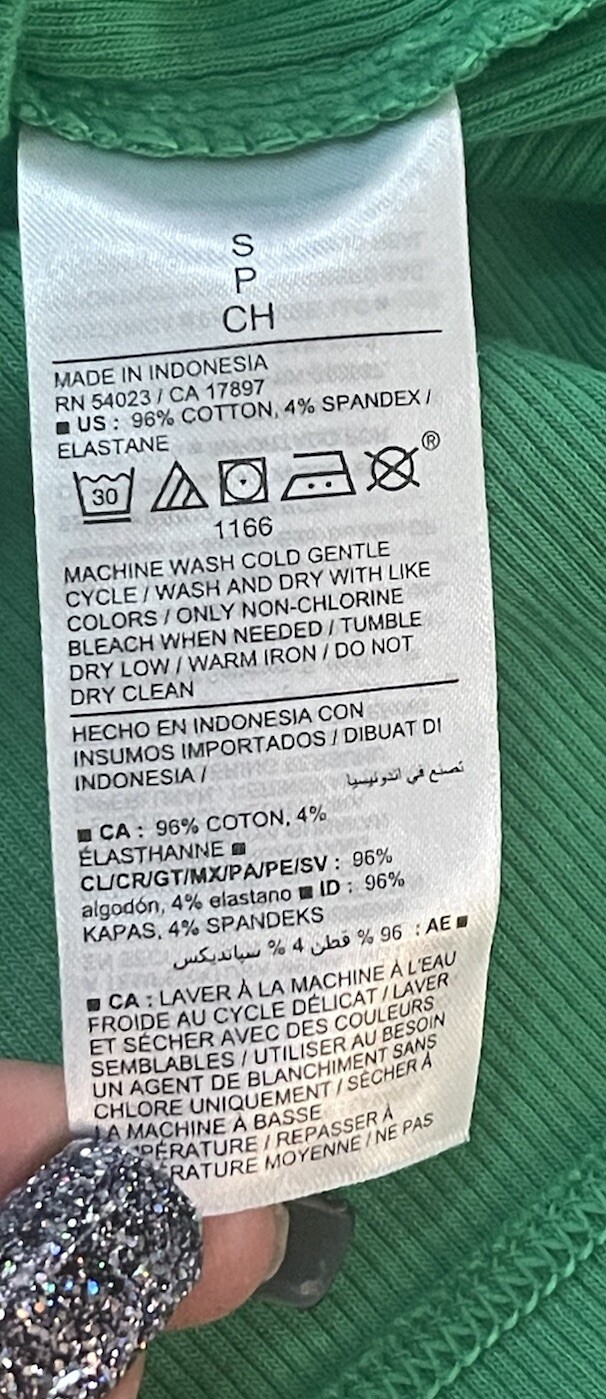 S
P
CH
MADE IN INDONESIA
RN 54023 / CA 17897
■ US : 96% COTTON, 4% SPANDEX /
ELASTANE
30
®
1166
MACHINE WASH COLD GENTLE
CYCLE / WASH AND DRY WITH LIKE
COLORS / ONLY NON-CHLORINE
BLEACH WHEN NEEDED / TUMBLE
DRY LOW / WARM IRON / DO NOT
DRY CLEAN
HECHO EN INDONESIA CON
INSUMOS IMPORTADOS / DIBUAT DI
INDONESIA /
تصنع في اندونيسيا
■ CA : 96% COTON, 4%
ÉLASTHANNE ■
CL/CR/GT/MX/PA/PE/SV : 96%
algodón, 4% elastano ■ ID : 96%
KAPAS, 4% SPANDEKS
■ AE : 96 % قطن 4 % سبانديكس
■ CA : LAVER À LA MACHINE À L'EAU
FROIDE AU CYCLE DÉLICAT / LAVER
ET SÉCHER AVEC DES COULEURS
SEMBLABLES / UTILISER AU BESOIN
UN AGENT DE BLANCHIMENT SANS
CHLORE UNIQUEMENT / SÉCHER À
LA MACHINE À BASSE
PÉRATURE / REPASSER À
RATURE MOYENNE / NE PAS